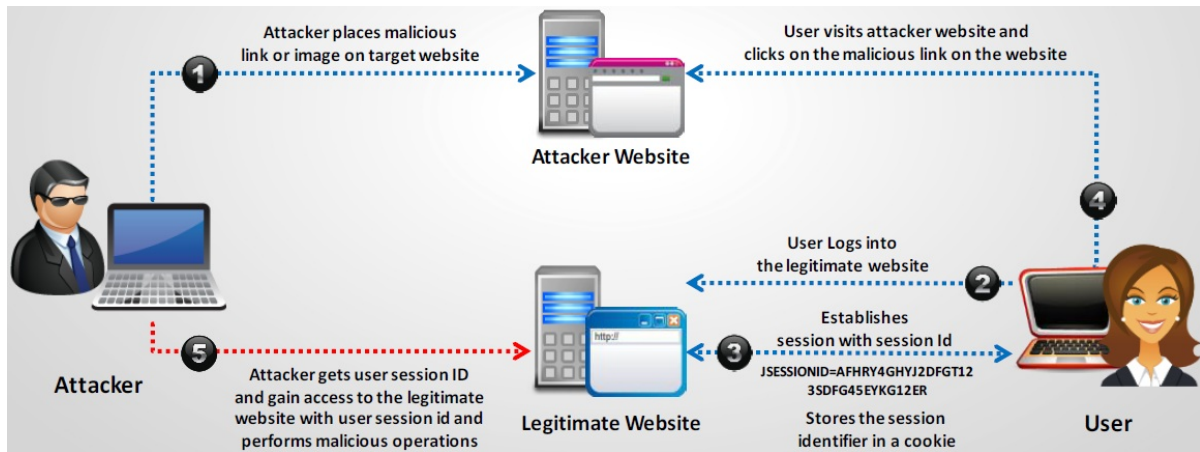 Attacker places malicious
link or image on target website
1
User visits attacker website and
clicks on the malicious link on the website
Attacker Website
4
User Logs into
the legitimate website
2
http://
Establishes
session with session Id
3
JSESSIONID=AFHRY4GHYJ2DFGT12
3SDFG45EYKG12ER
Stores the session
identifier in a cookie
5
Attacker
Attacker gets user session ID
and gain access to the legitimate
website with user session id and
performs malicious operations
Legitimate Website
User